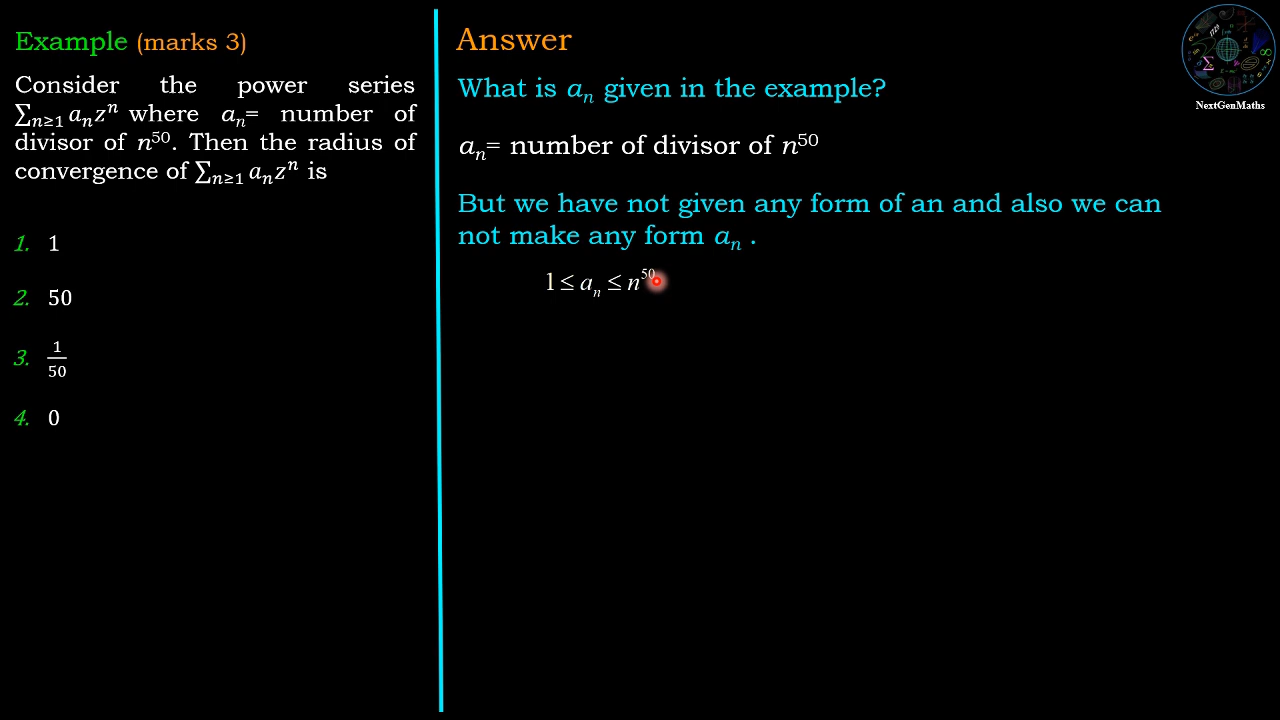 Example (marks 3)
Consider the power series
∑n≥1 aₙzⁿ where aₙ= number of
divisor of n⁵⁰. Then the radius of
convergence of ∑n≥1 aₙzⁿ is
1. 1
2. 50
3. 1/50
4. 0
Answer
What is aₙ given in the example?
aₙ= number of divisor of n⁵⁰
But we have not given any form of an and also we can
not make any form aₙ .
1 ≤ aₙ ≤ n⁵⁰
NextGenMaths